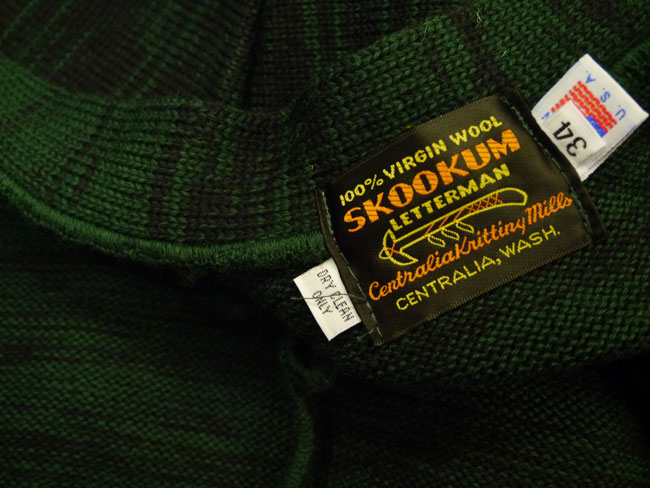 100% VIRGIN WOOL
SKOOKUM
LETTERMAN
Centralia Knitting Mills
CENTRALIA, WASH.
DRY CLEAN
ONLY
34
U.S.A.